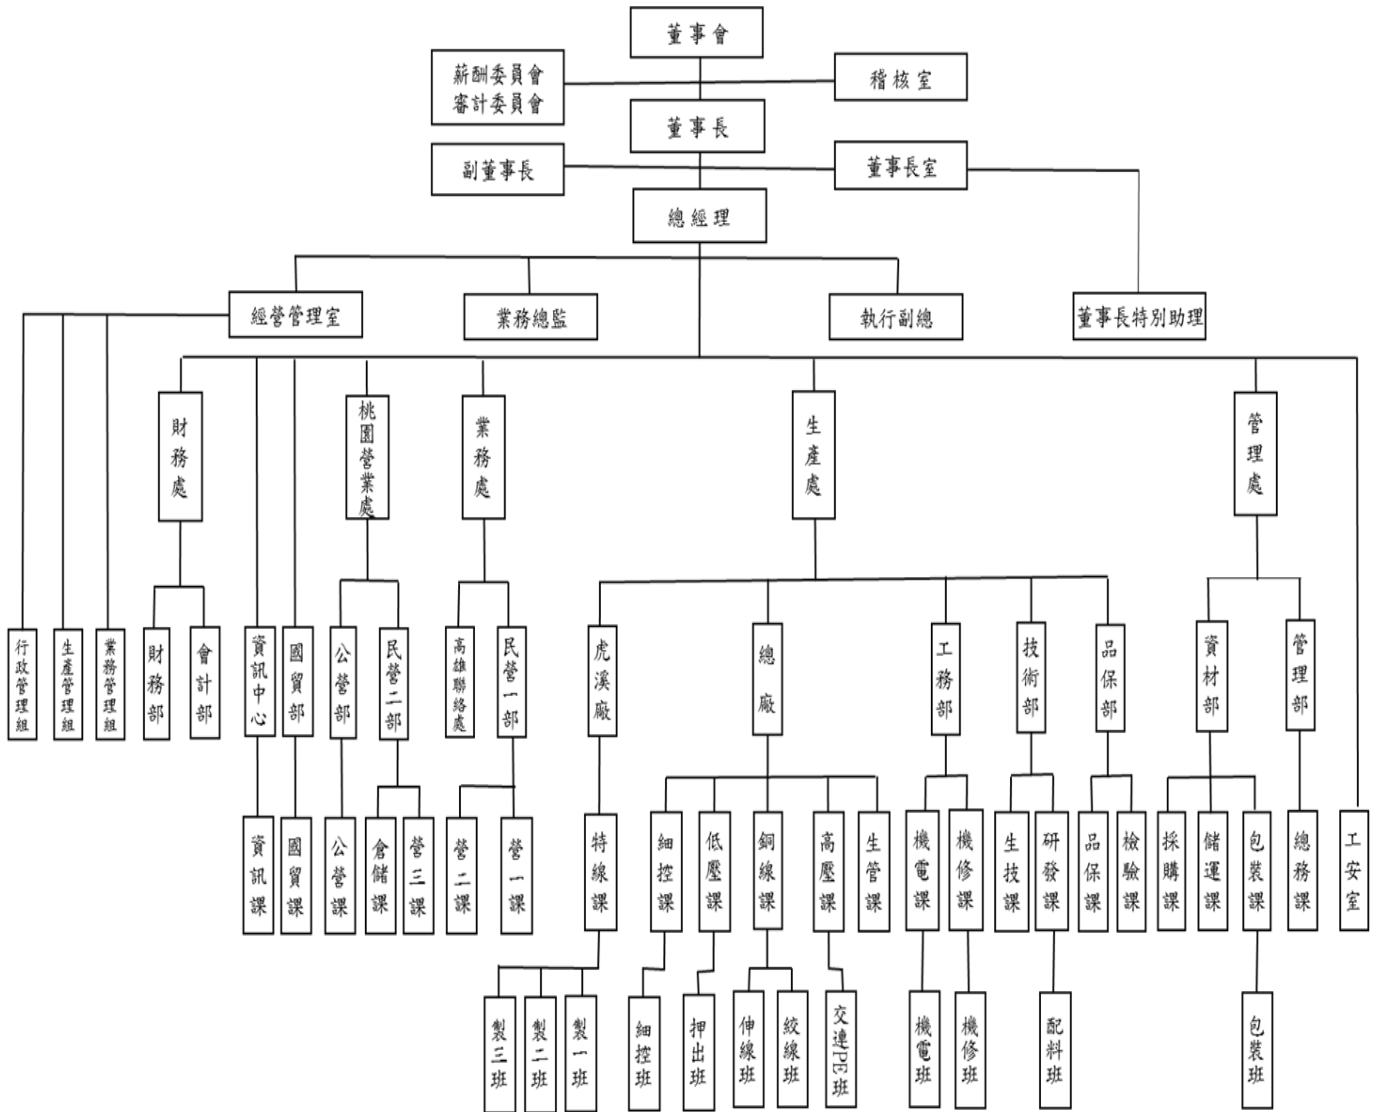 董事會
薪酬委員會
審計委員會
稽核室
董事長
副董事長
董事長室
總經理
經營管理室
業務總監
執行副總
董事長特別助理
財務處
桃園營業處
業務處
生產處
管理處
行政管理組
生產管理組
業務管理組
財務部
會計部
資訊中心
國貿部
公營部
民營二部
高雄聯絡處
民營一部
虎溪廠
總廠
工務部
技術部
品保部
資材部
管理部
資訊課
國貿課
公營課
倉儲課
營三課
營二課
營一課
特線課
細控課
低壓課
銅線課
高壓課
生管課
機電課
機修課
生技課
研發課
品保課
檢驗課
採購課
儲運課
包裝課
總務課
工安室
製三班
製二班
製一班
細控班
押出班
伸線班
絞線班
交連PE班
機電班
機修班
配料班
包裝班